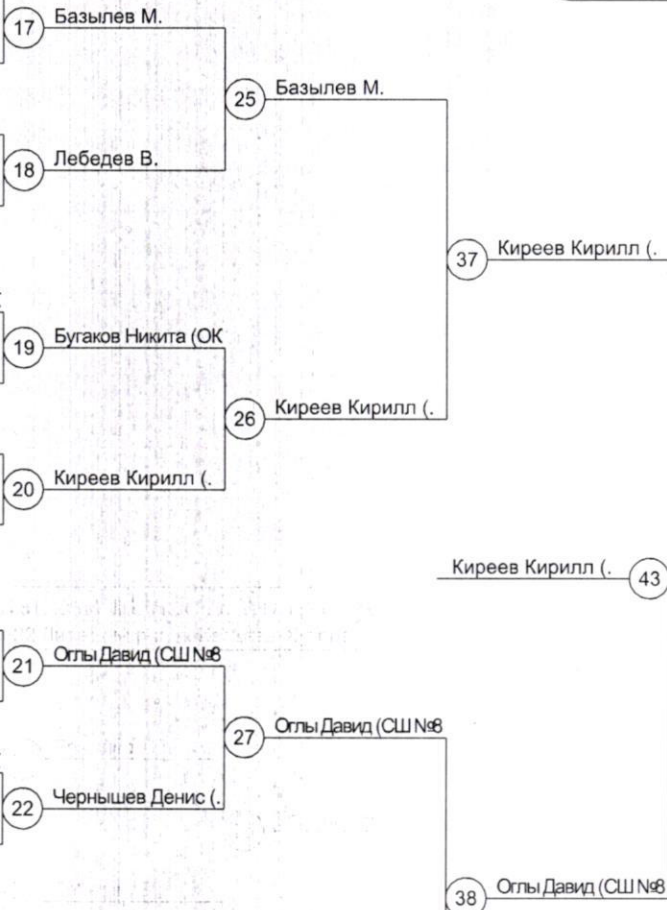 17 Базылев М.
25 Базылев М.
18 Лебедев В.
37 Киреев Кирилл (.
19 Бугаков Никита (ОК
26 Киреев Кирилл (.
20 Киреев Кирилл (.
Киреев Кирилл (. 43
21 Оглы Давид (СШ №8
27 Оглы Давид (СШ №8
22 Чернышев Денис (.
38 Оглы Давид (СШ №8